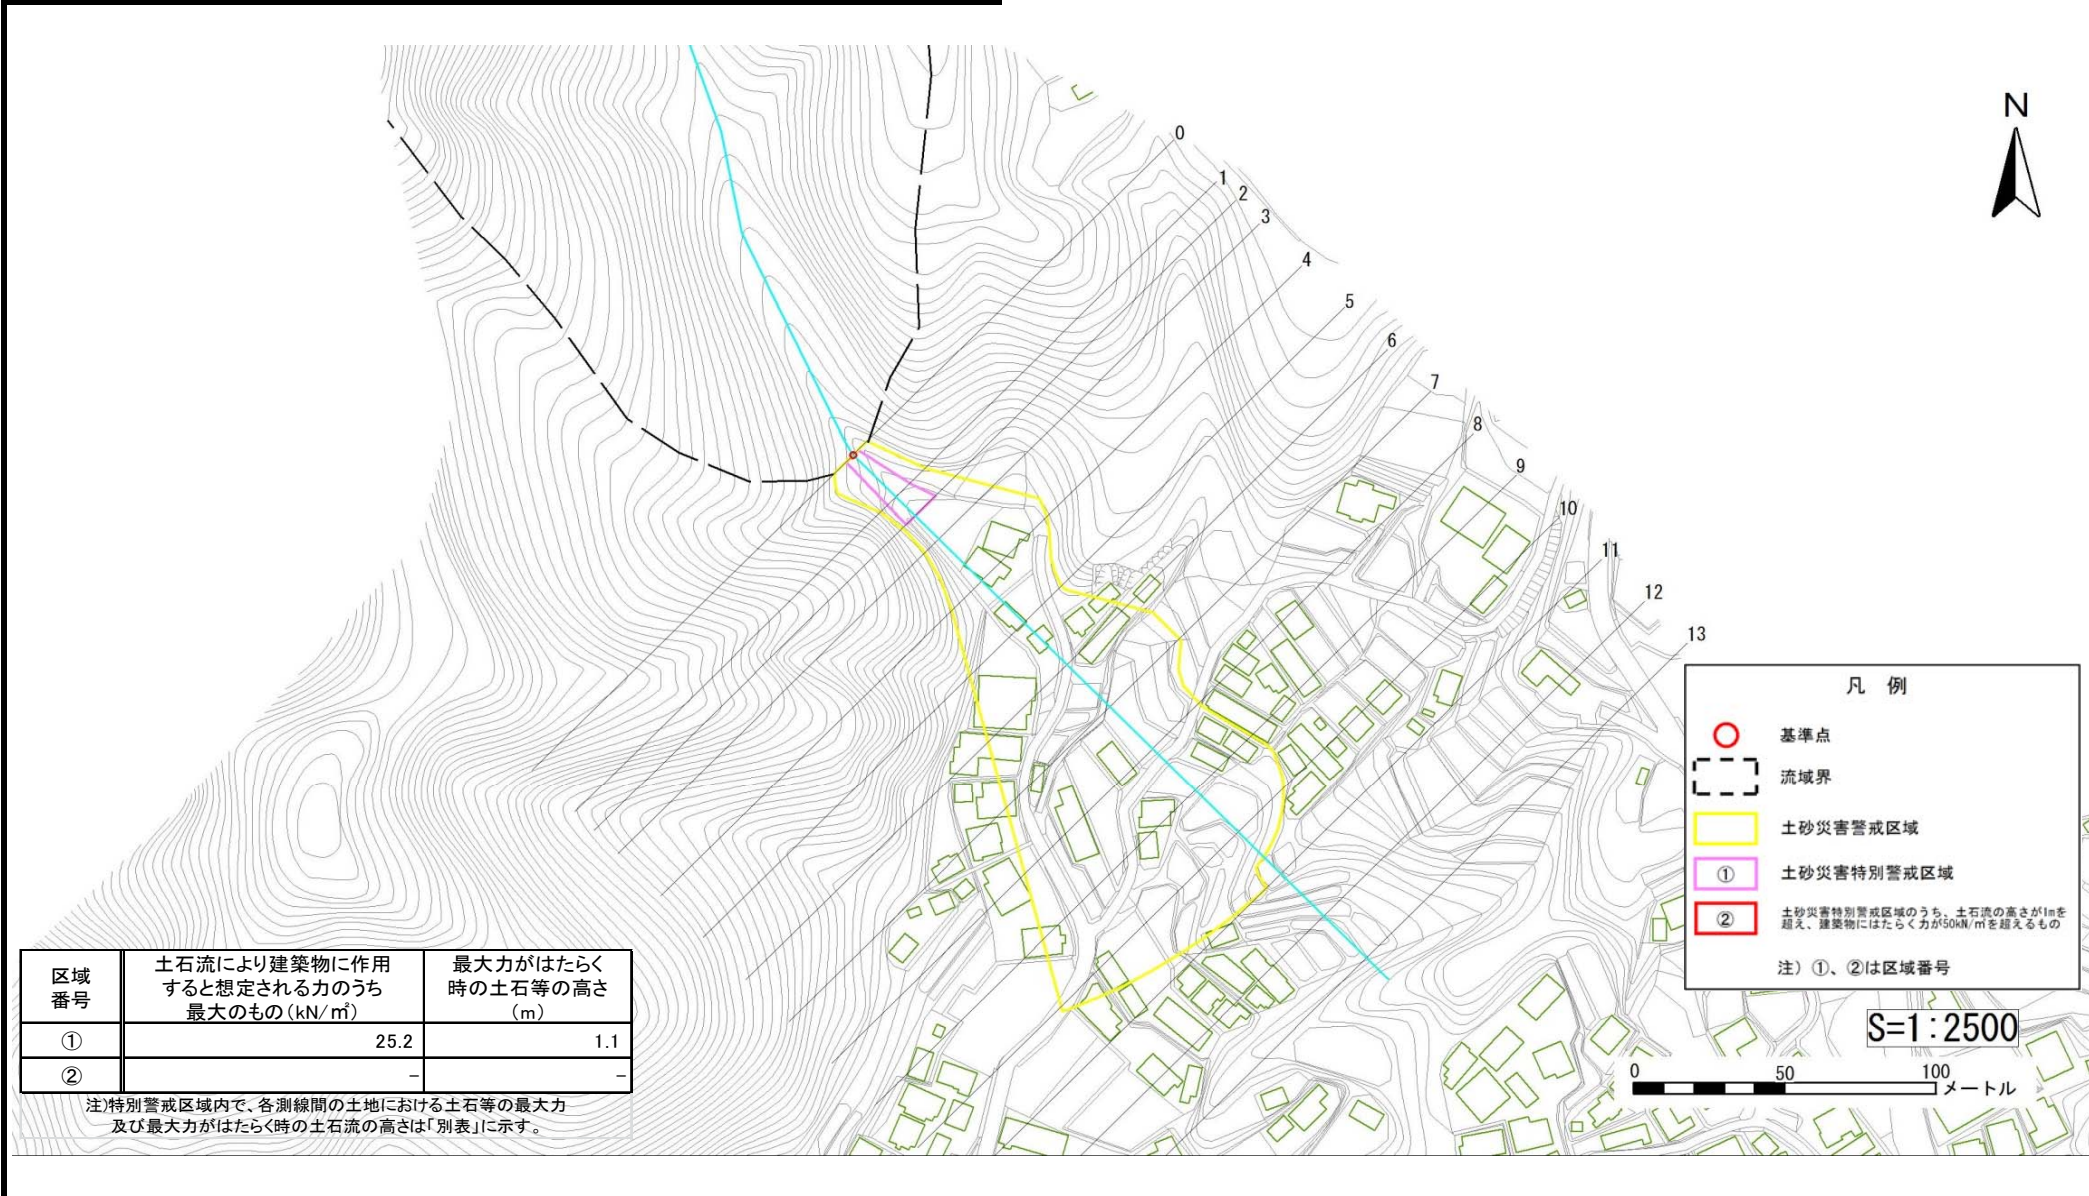 N
0
1
2
3
4
5
6
7
8
9
10
11
12
13
凡 例
基準点
流域界
土砂災害警戒区域
① 土砂災害特別警戒区域
② 土砂災害特別警戒区域のうち、土石流の高さが1mを
超え、建築物にはたらく力が50kN/㎡を超えるもの
注）①、②は区域番号
S=1:2500
0 50 100
メートル
区域
番号
土石流により建築物に作用
すると想定される力のうち
最大のもの（kN/㎡）
最大力がはたらく
時の土石等の高さ
（m）
① 25.2 1.1
② － －
注)特別警戒区域内で、各測線間の土地における土石等の最大力
及び最大力がはたらく時の土石流の高さは「別表」に示す。